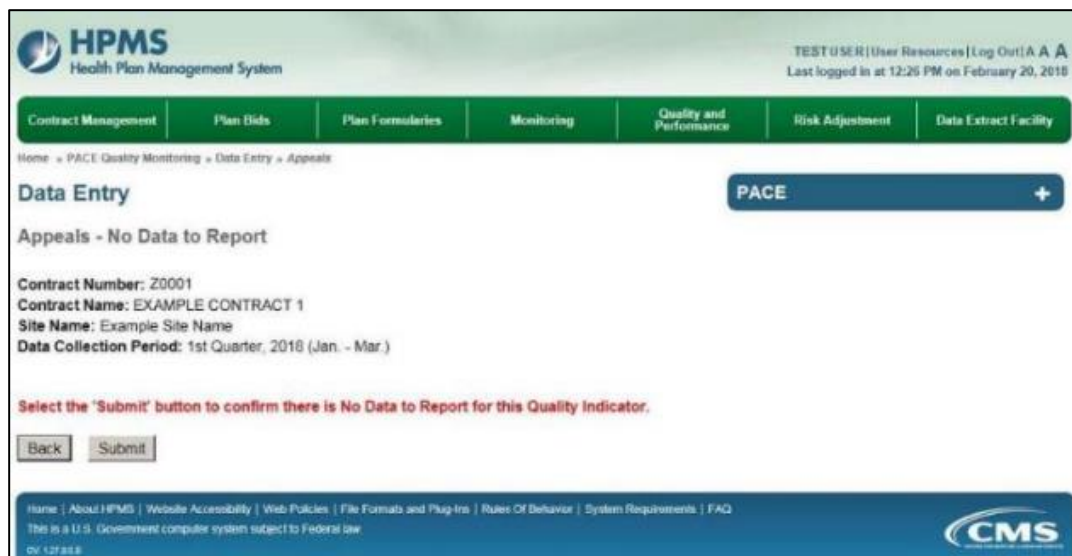 HPMS
Health Plan Management System
TEST USER|User Resources|Log Out|A A A
Last logged in at 12:26 PM on February 20, 2018
Contract Management
Plan Bids
Plan Formularies
Monitoring
Quality and
Performance
Risk Adjustment
Data Extract Facility
Home » PACE Quality Monitoring » Data Entry » Appeals
Data Entry
PACE +
Appeals - No Data to Report
Contract Number: Z0001
Contract Name: EXAMPLE CONTRACT 1
Site Name: Example Site Name
Data Collection Period: 1st Quarter, 2018 (Jan. - Mar.)
Select the 'Submit' button to confirm there is No Data to Report for this Quality Indicator.
Back Submit
Home | About HPMS | Website Accessibility | Web Policies | File Formats and Plug-Ins | Rules Of Behavior | System Requirements | FAQ
This is a U.S. Government computer system subject to Federal law.
CMS